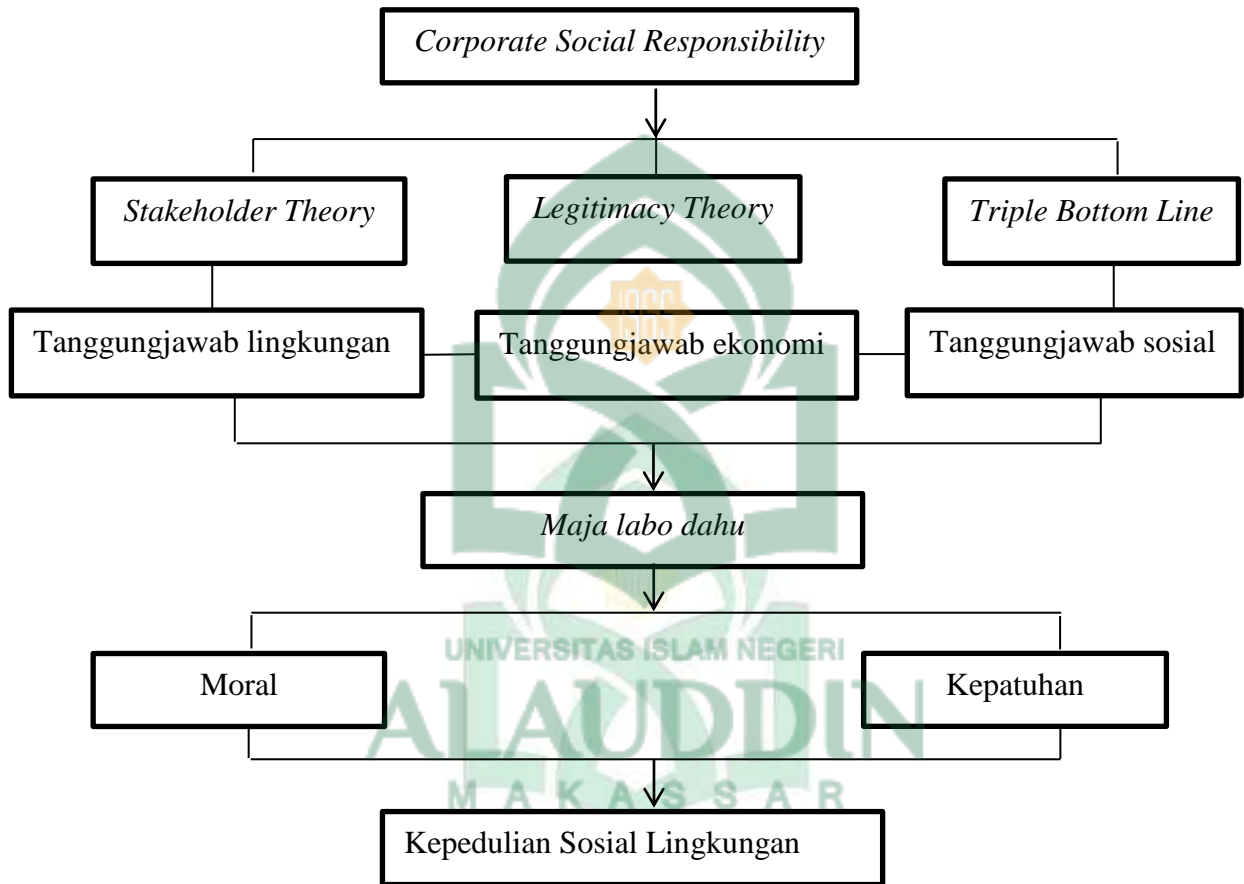 Corporate Social Responsibility
Stakeholder Theory
Legitimacy Theory
Triple Bottom Line
Tanggungjawab lingkungan
Tanggungjawab ekonomi
Tanggungjawab sosial
Maja labo dahu
UNIVERSITAS ISLAM NEGERI
Moral
Kepatuhan
ALAUDDIN
MAKASSAR
Kepedulian Sosial Lingkungan